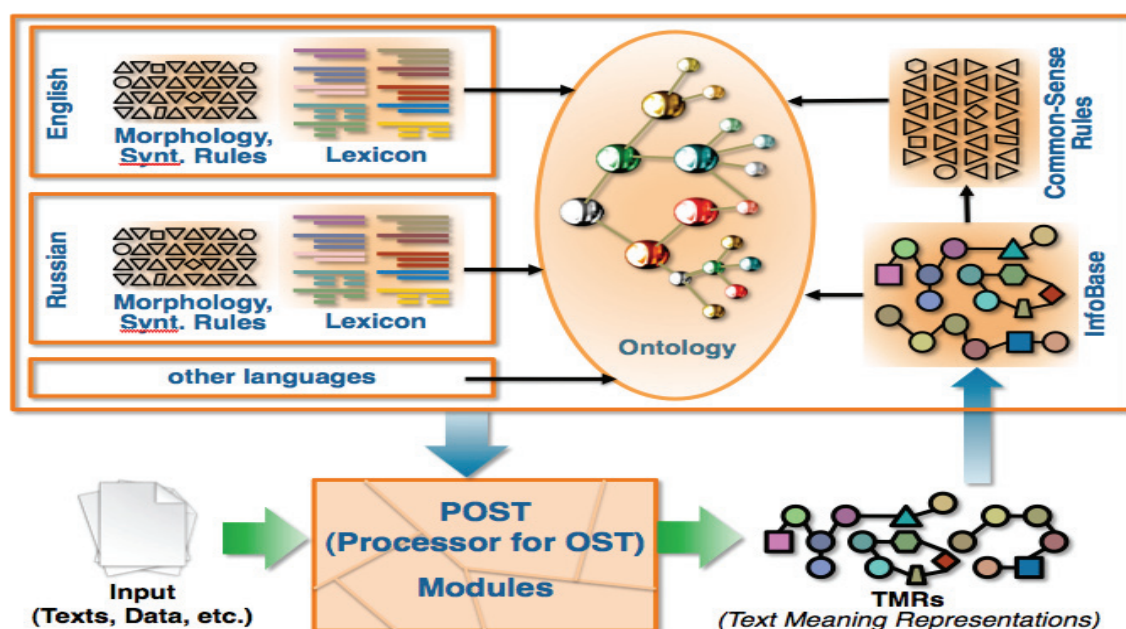 English
Morphology,
Synt. Rules
Lexicon
Russian
Morphology,
Synt. Rules
Lexicon
other languages
Ontology
Common-Sense
Rules
InfoBase
Input
(Texts, Data, etc.)
POST
(Processor for OST)
Modules
TMRs
(Text Meaning Representations)